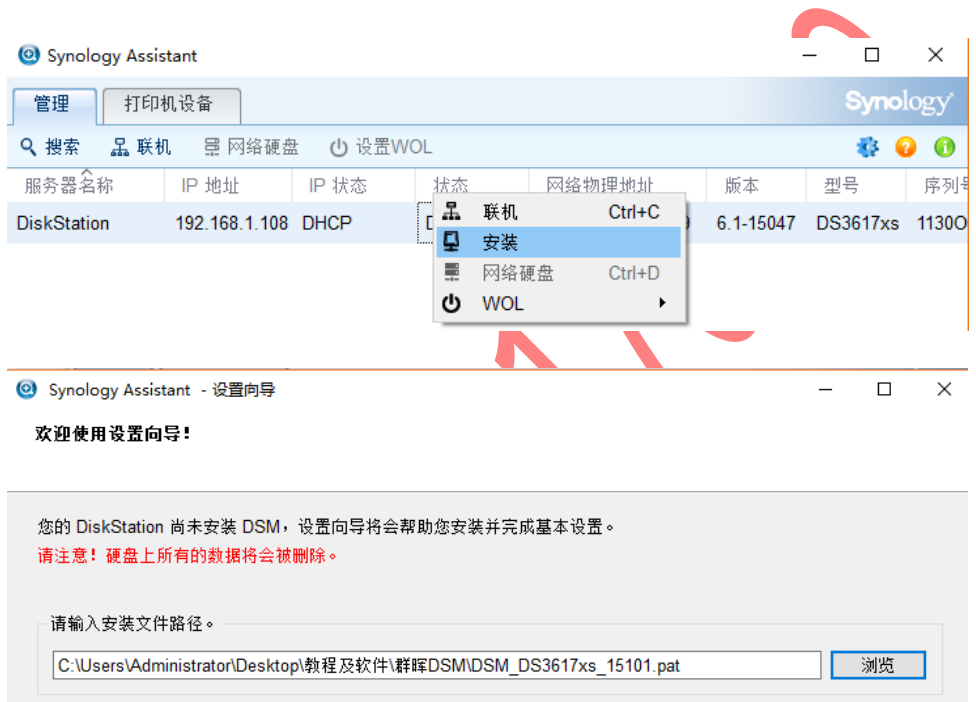 Synology Assistant
管理 打印机设备 Synology
搜索 联机 网络硬盘 设置WOL
服务器名称 IP 地址 IP 状态 状态 网络物理地址 版本 型号
DiskStation 192.168.1.108 DHCP 6.1-15047 DS3617xs 1130O
联机 Ctrl+C
安装
网络硬盘 Ctrl+D
WOL
Synology Assistant - 设置向导
欢迎使用设置向导！
您的 DiskStation 尚未安装 DSM，设置向导将会帮助您安装并完成基本设置。
请注意！硬盘上所有的数据将会被删除。
请输入安装文件路径。
C:\Users\Administrator\Desktop\教程及软件\群晖DSM\DSM_DS3617xs_15101.pat 浏览